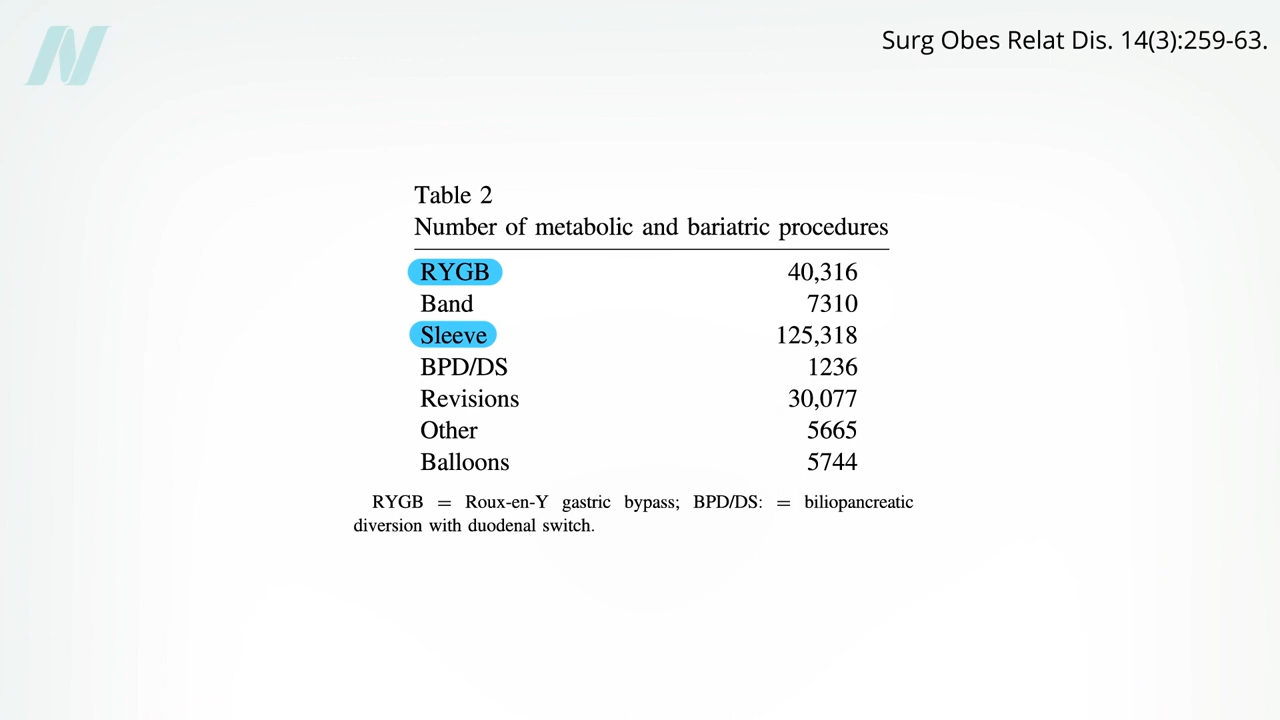 Surg Obes Relat Dis. 14(3):259-63.
Table 2
Number of metabolic and bariatric procedures
RYGB 40,316
Band 7310
Sleeve 125,318
BPD/DS 1236
Revisions 30,077
Other 5665
Balloons 5744
RYGB = Roux-en-Y gastric bypass; BPD/DS: = biliopancreatic
diversion with duodenal switch.